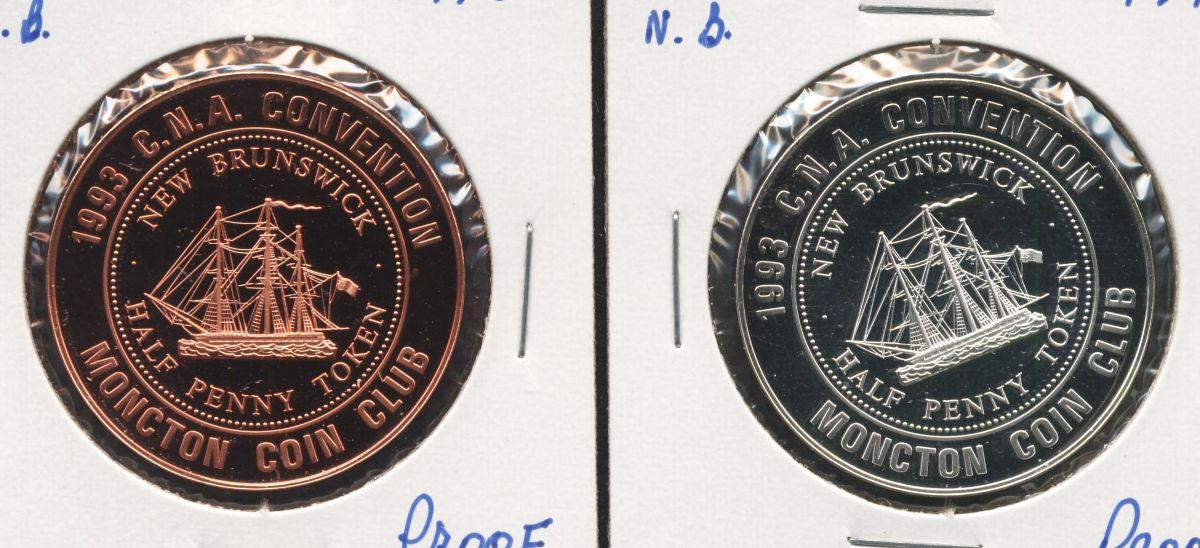 . B.
1993 C.N.A. CONVENTION
NEW BRUNSWICK
HALF PENNY TOKEN
MONCTON COIN CLUB
PROOF
N. B.
1993 C.N.A. CONVENTION
NEW BRUNSWICK
HALF PENNY TOKEN
MONCTON COIN CLUB